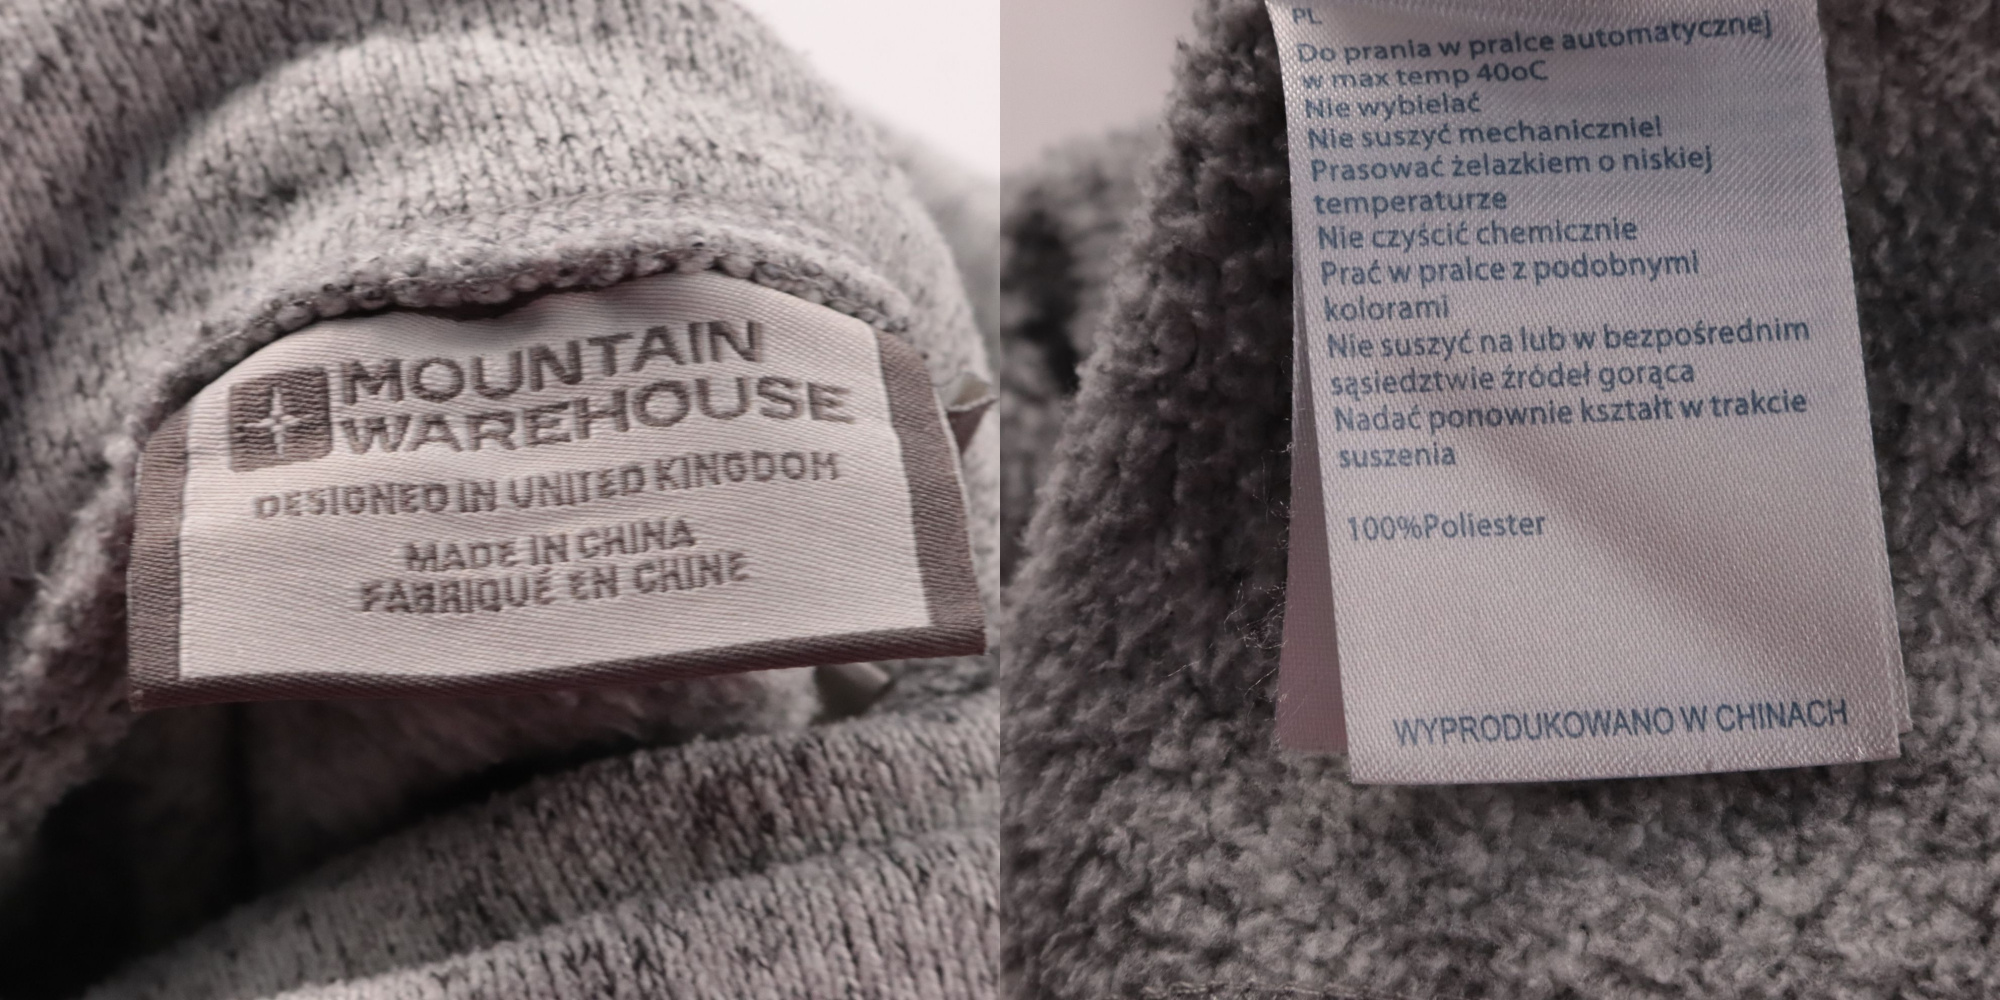 MOUNTAIN
WAREHOUSE
DESIGNED IN UNITED KINGDOM
MADE IN CHINA
FABRIQUÉ EN CHINE
PL
Do prania w pralce automatycznej
w max temp 40oC
Nie wybielać
Nie suszyć mechaniczniel
Prasować żelazkiem o niskiej
temperaturze
Nie czyścić chemicznie
Prać w pralce z podobnymi
kolorami
Nie suszyć na lub w bezpośrednim
sąsiedztwie źródeł gorąca
Nadać ponownie kształt w trakcie
suszenia
100%Poliester
WYPRODUKOWANO W CHINACH